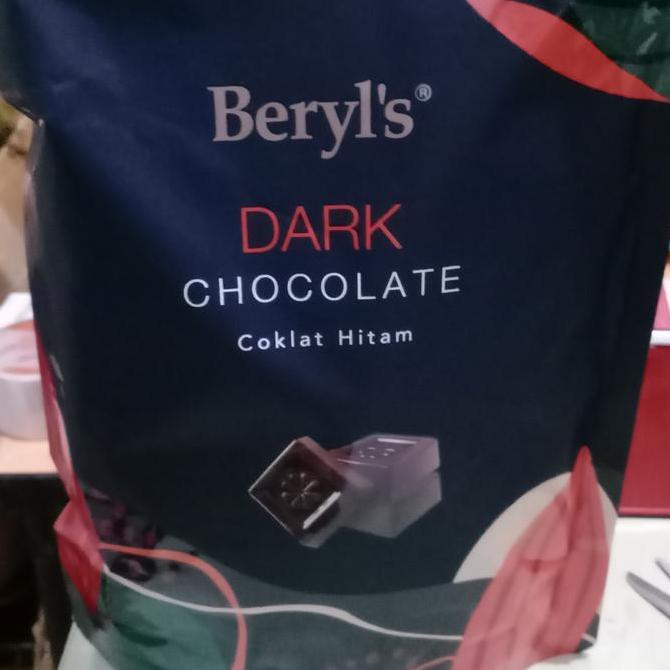 Beryl's®
DARK
CHOCOLATE
Coklat Hitam